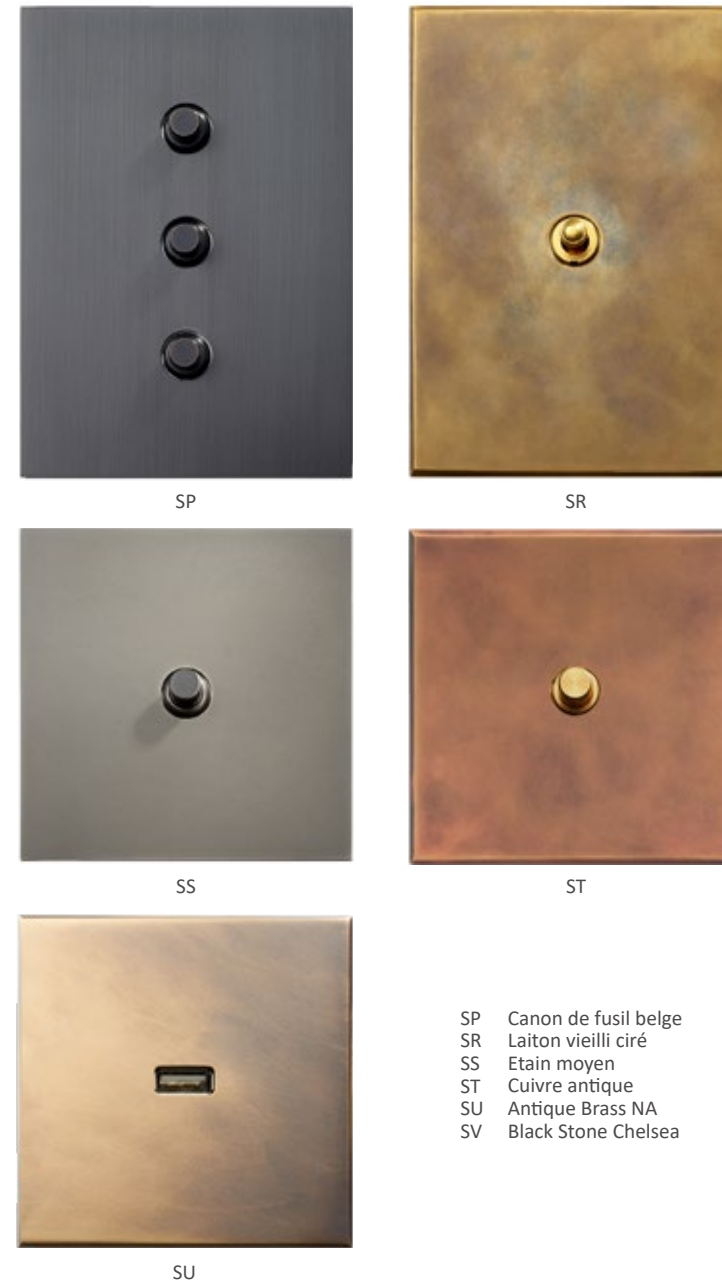 SP
SR
SS
ST
SP Canon de fusil belge
SR Laiton vieilli ciré
SS Etain moyen
ST Cuivre antique
SU Antique Brass NA
SV Black Stone Chelsea
SU